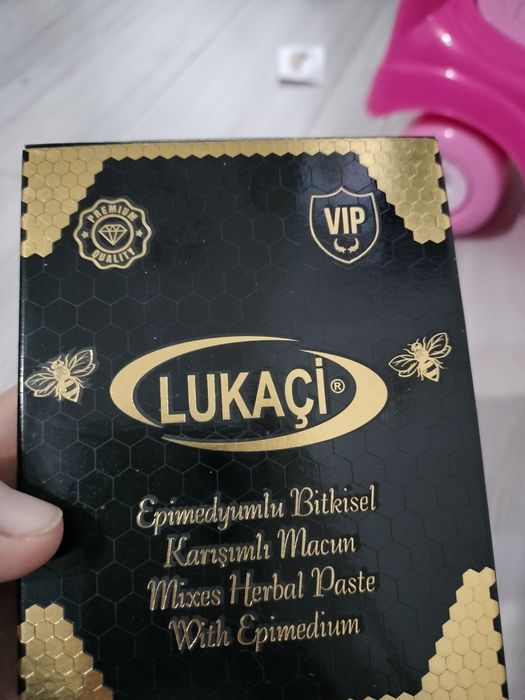 PREMIUM
QUALITY
VIP
LUKAÇİ®
Epimedyumlu Bitkisel
Karışımlı Macun
Mixes Herbal Paste
With Epimedium